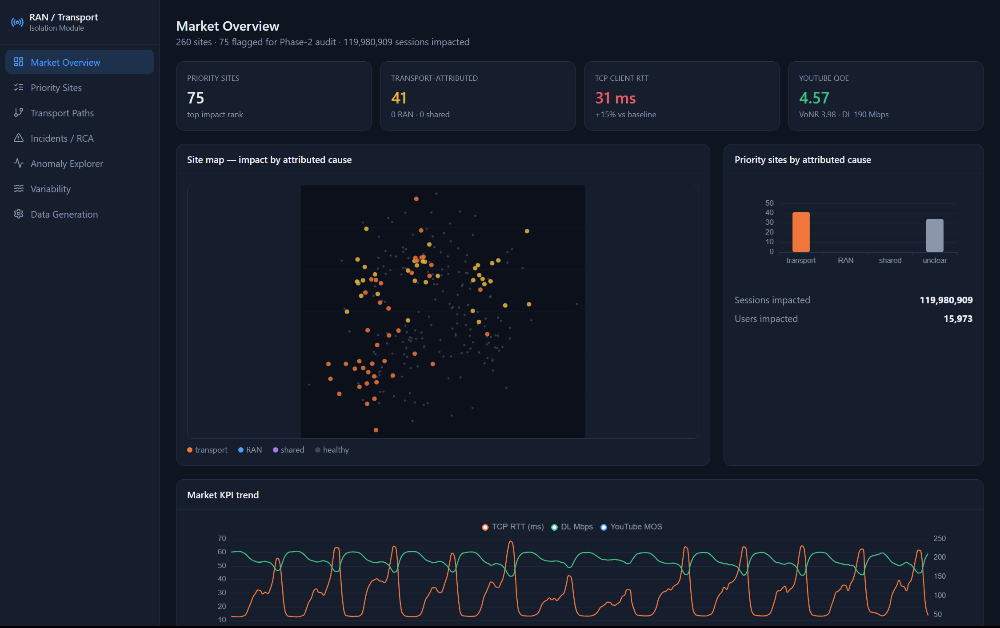 RAN / Transport
Isolation Module
Market Overview
Priority Sites
Transport Paths
Incidents / RCA
Anomaly Explorer
Variability
Data Generation
Market Overview
260 sites · 75 flagged for Phase-2 audit · 119,980,909 sessions impacted
PRIORITY SITES
75
top impact rank
TRANSPORT-ATTRIBUTED
41
0 RAN · 0 shared
TCP CLIENT RTT
31 ms
+15% vs baseline
YOUTUBE QOE
4.57
VoNR 3.98 · DL 190 Mbps
Site map — impact by attributed cause
transport RAN shared healthy
Priority sites by attributed cause
50
40
30
20
10
0
transport RAN shared unclear
Sessions impacted 119,980,909
Users impacted 15,973
Market KPI trend
TCP RTT (ms) DL Mbps YouTube MOS
70 250
60
50 200
40 150
30 100
20
10 50